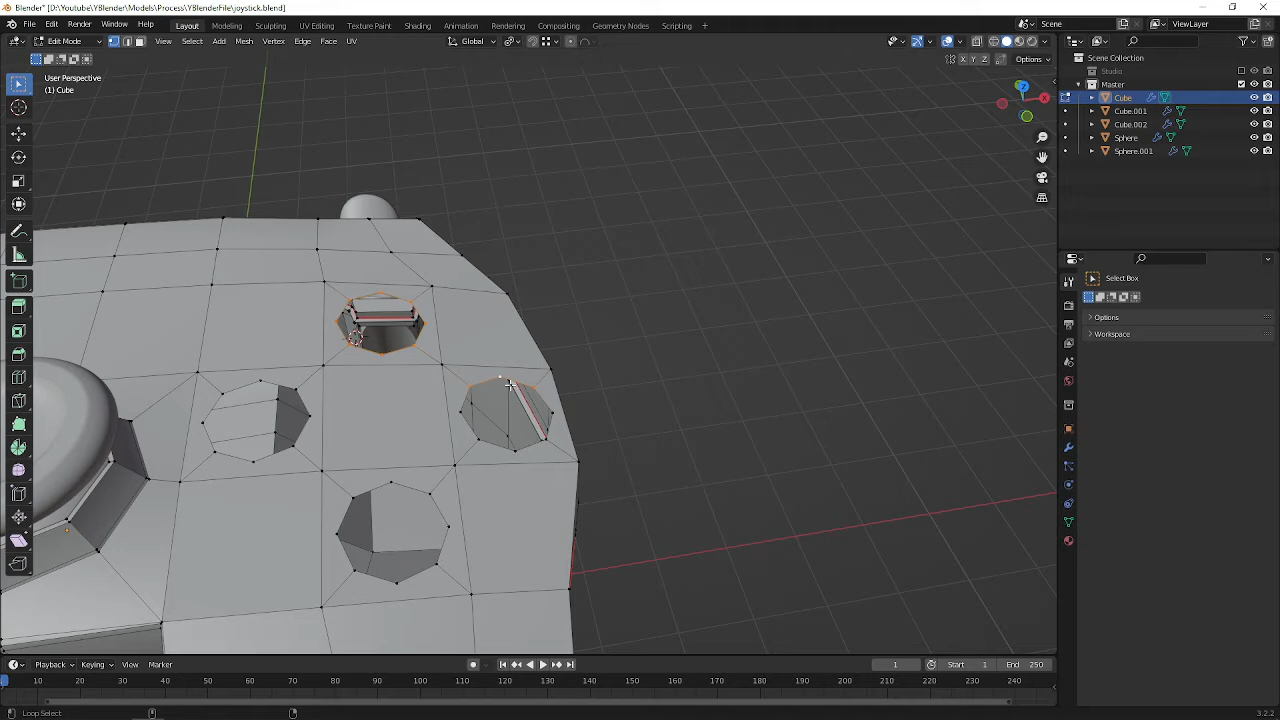 Blender* [D:\Youtube\YBlender\Models\Process\YBlenderFile\joystick.blend]
File Edit Render Window Help Layout Modeling Sculpting UV Editing Texture Paint Shading Animation Rendering Compositing Geometry Nodes Scripting Scene ViewLayer
Edit Mode View Select Add Mesh Vertex Edge Face UV Global
X Y Z Options
User Perspective
(1) Cube
Scene Collection
Studio
Master
Cube
Cube.001
Cube.002
Sphere
Sphere.001
Select Box
Options
Workspace
Z
X
Playback Keying View Marker 1 Start 1 End 250
10 20 30 40 50 60 70 80 90 100 110 120 130 140 150 160 170 180 190 200 210 220 230 240
Loop Select 3.2.2